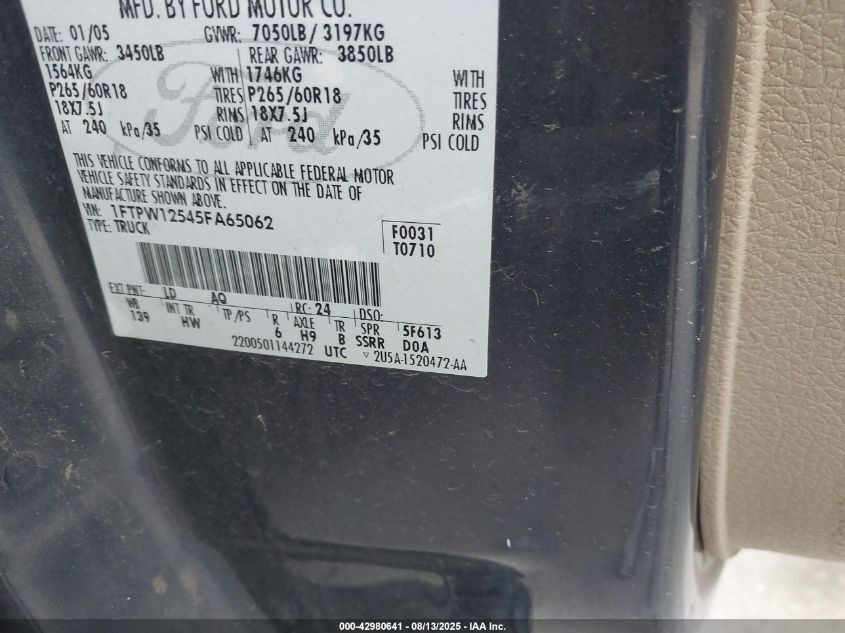 MFD. BY FORD MOTOR CO.
DATE: 01/05 GVWR: 7050LB/ 3197KG
FRONT GAWR: 3450LB REAR GAWR: 3850LB
1564KG WITH 1746KG WITH
P265/60R18 TIRES P265/60R18 TIRES
18X7.5J RIMS 18X7.5J RIMS
AT 240 kPa/35 PSI COLD AT 240 kPa/35 PSI COLD
Ford
THIS VEHICLE CONFORMS TO ALL APPLICABLE FEDERAL MOTOR
VEHICLE SAFETY STANDARDS IN EFFECT ON THE DATE OF
MANUFACTURE SHOWN ABOVE.
VIN: 1FTPW12545FA65062
TYPE: TRUCK
F0031
T0710
EXT PNT: LD AQ RC: 24 DSO:
WB INT TR TP/PS R AXLE TR SPR 5F613
139 HW 6 H9 B SSRR DOA
2200501144272 UTC ▽ 2U5A-1520472-AA
000-42980641 - 08/13/2025 - IAA Inc.